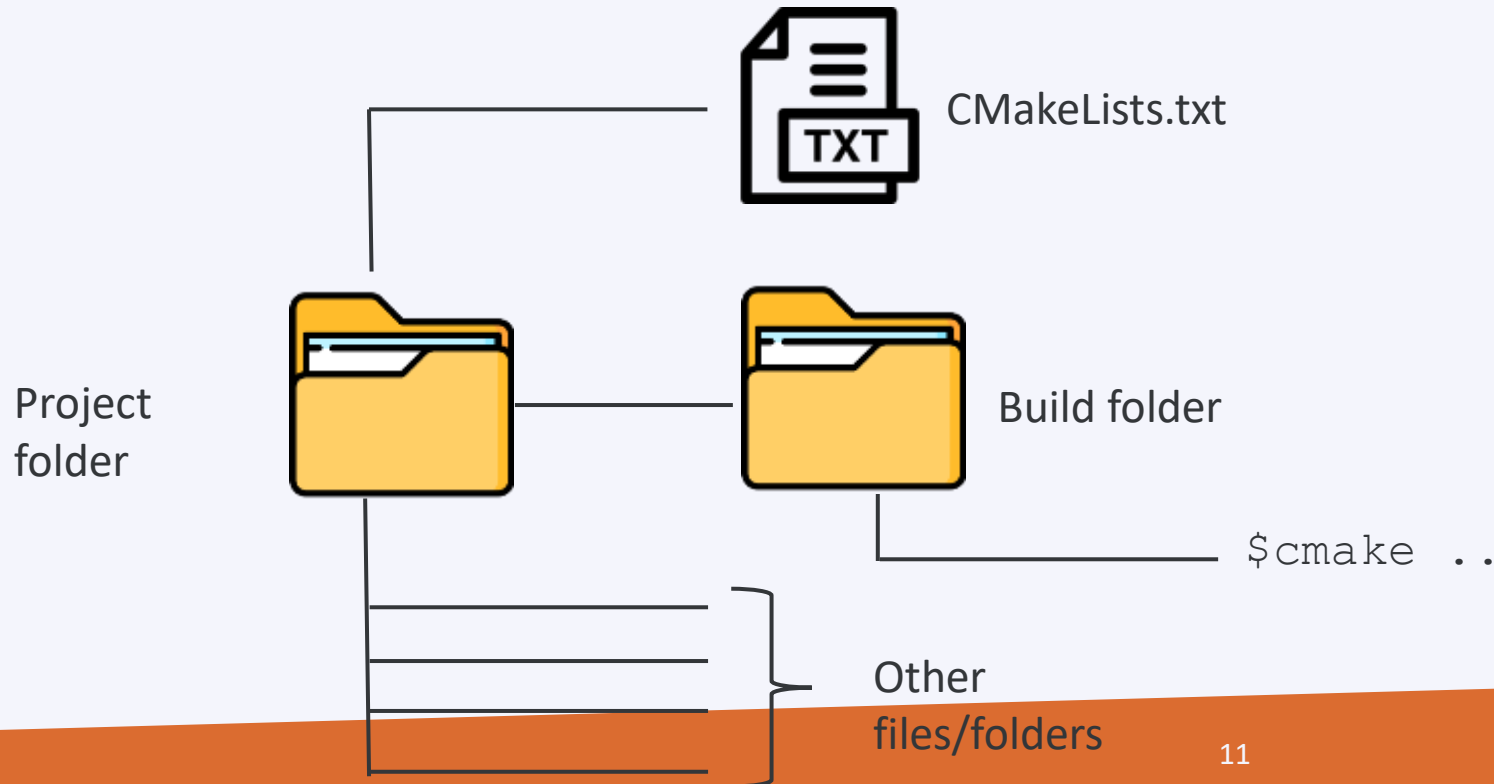 TXT
CMakeLists.txt
Project
folder
Build folder
$cmake ..
Other
files/folders
11